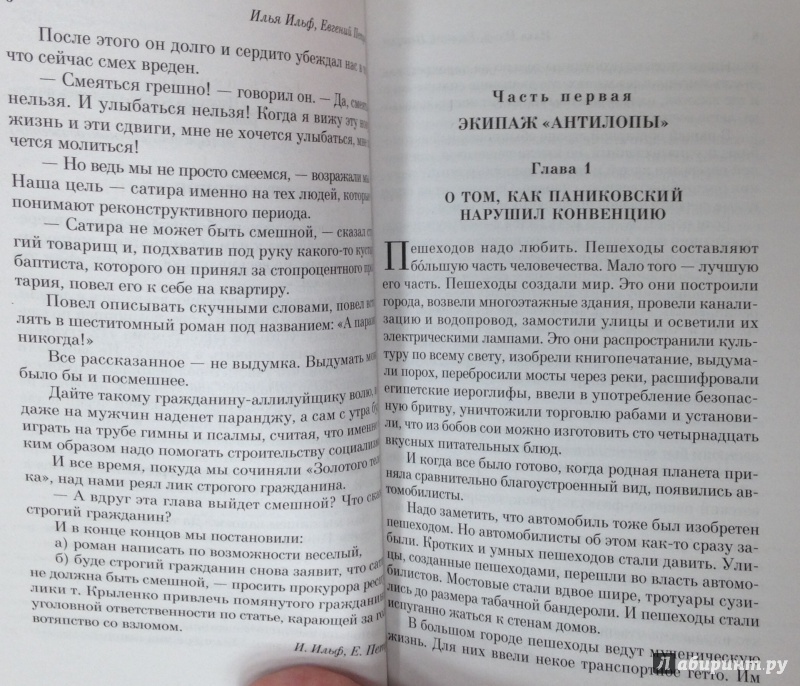 Илья Ильф, Евгений
После этого он долго и сердито убеждал нас в
что сейчас смех вреден.
— Смеяться грешно! — говорил он. — Да,
нельзя. И улыбаться нельзя! Когда я вижу эту
жизнь и эти сдвиги, мне не хочется улыбаться, мне
чется молиться!
— Но ведь мы не просто смеемся, — возражали
Наша цель — сатира именно на тех людей,
понимают реконструктивного периода.
— Сатира не может быть смешной, — сказал
гий товарищ и, подхватив под руку какого-то
баптиста, которого он принял за стопроцентного
тария, повел его к себе на квартиру.
Повел описывать скучными словами, повел
лять в шеститомный роман под названием: «А
никогда!»
Все рассказанное — не выдумка. Выдумать
было бы и посмешнее.
Дайте такому гражданину-аллилуйщику волю,
даже на мужчин наденет паранджу, а сам с утра
играть на трубе гимны и псалмы, считая, что
ким образом надо помогать строительству
И все время, покуда мы сочиняли «Золотого
ка», над нами реял лик строгого гражданина.
— А вдруг эта глава выйдет смешной? Что
строгий гражданин?
И в конце концов мы постановили:
а) роман написать по возможности веселый,
б) буде строгий гражданин снова заявит, что
не должна быть смешной, — просить прокурора
лики т. Крыленко привлечь помянутого
уголовной ответственности по статье, карающей за
вотяпство со взломом.
И. Ильф, Е.
Часть первая
ЭКИПАЖ «АНТИЛОПЫ»
Глава 1
О ТОМ, КАК ПАНИКОВСКИЙ
НАРУШИЛ КОНВЕНЦИЮ
Пешеходов надо любить. Пешеходы составляют
бо́льшую часть человечества. Мало того — лучшую
его часть. Пешеходы создали мир. Это они построили
города, возвели многоэтажные здания, провели канали-
зацию и водопровод, замостили улицы и осветили их
электрическими лампами. Это они распространили куль-
туру по всему свету, изобрели книгопечатание, выдума-
ли порох, перебросили мосты через реки, расшифровали
египетские иероглифы, ввели в употребление безопас-
ную бритву, уничтожили торговлю рабами и установи-
ли, что из бобов сои можно изготовить сто четырнадцать
вкусных питательных блюд.
И когда все было готово, когда родная планета при-
няла сравнительно благоустроенный вид, появились ав-
томобилисты.
Надо заметить, что автомобиль тоже был изобретен
пешеходом. Но автомобилисты об этом как-то сразу за-
были. Кротких и умных пешеходов стали давить. Ули-
цы, созданные пешеходами, перешли во власть автомо-
билистов. Мостовые стали вдвое шире, тротуары сузи-
лись до размера табачной бандероли. И пешеходы стали
испуганно жаться к стенам домов.
В большом городе пешеходы ведут мученическую
жизнь. Для них ввели некое транспортное гетто. Им
Лабиринт.ру